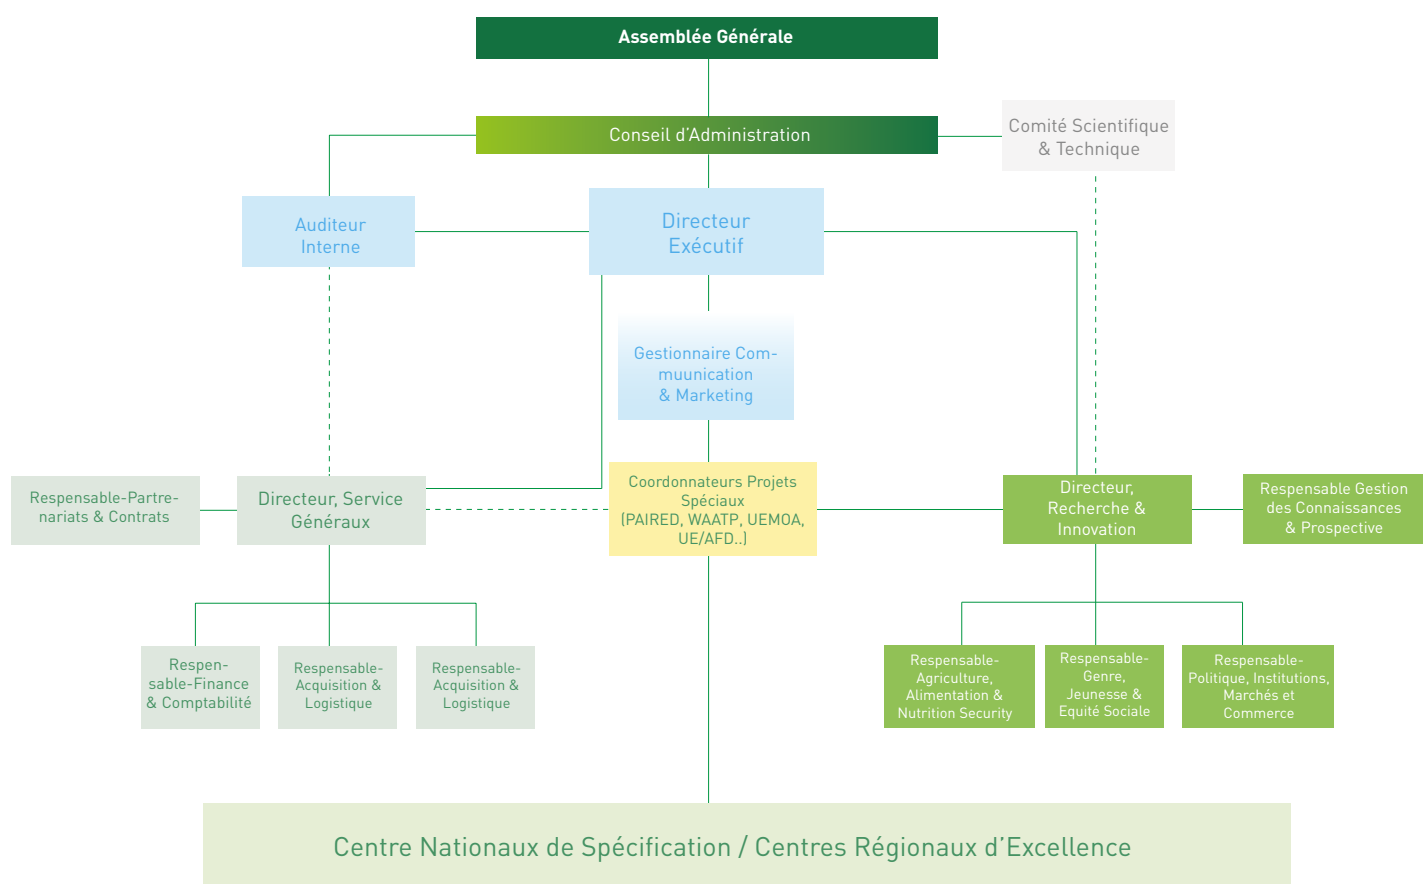 Assemblée Générale
Conseil d'Administration
Comité Scientifique
& Technique
Auditeur
Interne
Directeur
Exécutif
Gestionnaire Com-
muunication
& Marketing
Respensable-Partre-
nariats & Contrats
Directeur, Service
Généraux
Coordonnateurs Projets
Spéciaux
(PAIRED, WAATP, UEMOA,
UE/AFD..)
Directeur,
Recherche &
Innovation
Respensable Gestion
des Connaissances
& Prospective
Respen-
sable-Finance
& Comptabilité
Respensable-
Acquisition &
Logistique
Respensable-
Acquisition &
Logistique
Respensable-
Agriculture,
Alimentation &
Nutrition Security
Respensable-
Genre,
Jeunesse &
Equité Sociale
Respensable-
Politique, Institutions,
Marchés et
Commerce
Centre Nationaux de Spécification / Centres Régionaux d'Excellence